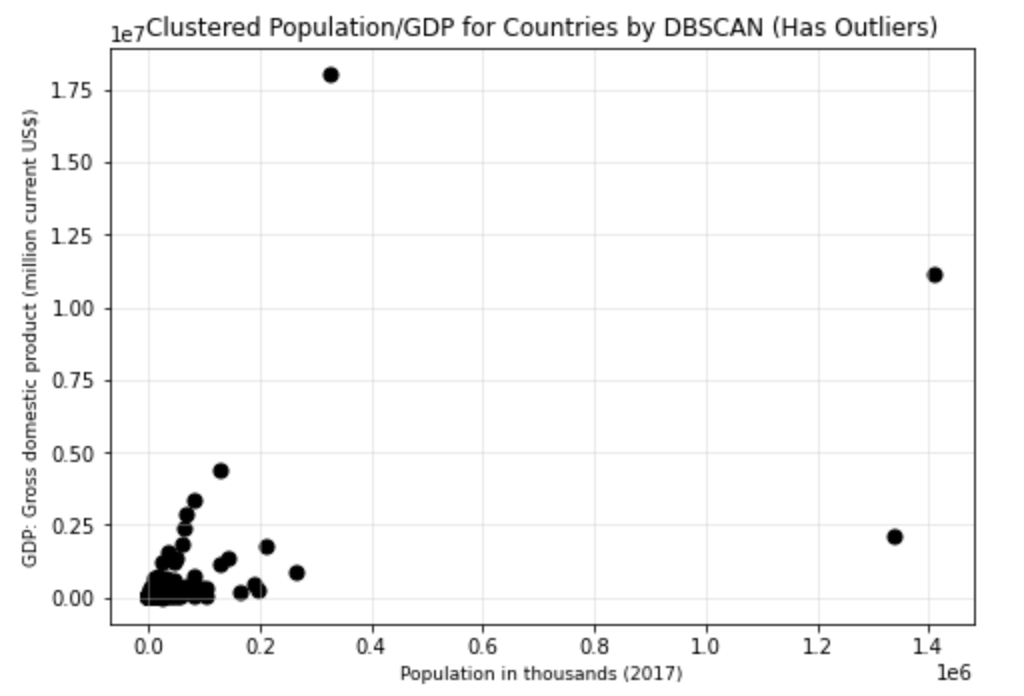 Clustered Population/GDP for Countries by DBSCAN (Has Outliers)
1e7
1.75
1.50
1.25
1.00
0.75
0.50
0.25
0.00
GDP: Gross domestic product (million current US$)
0.0 0.2 0.4 0.6 0.8 1.0 1.2 1.4
1e6
Population in thousands (2017)